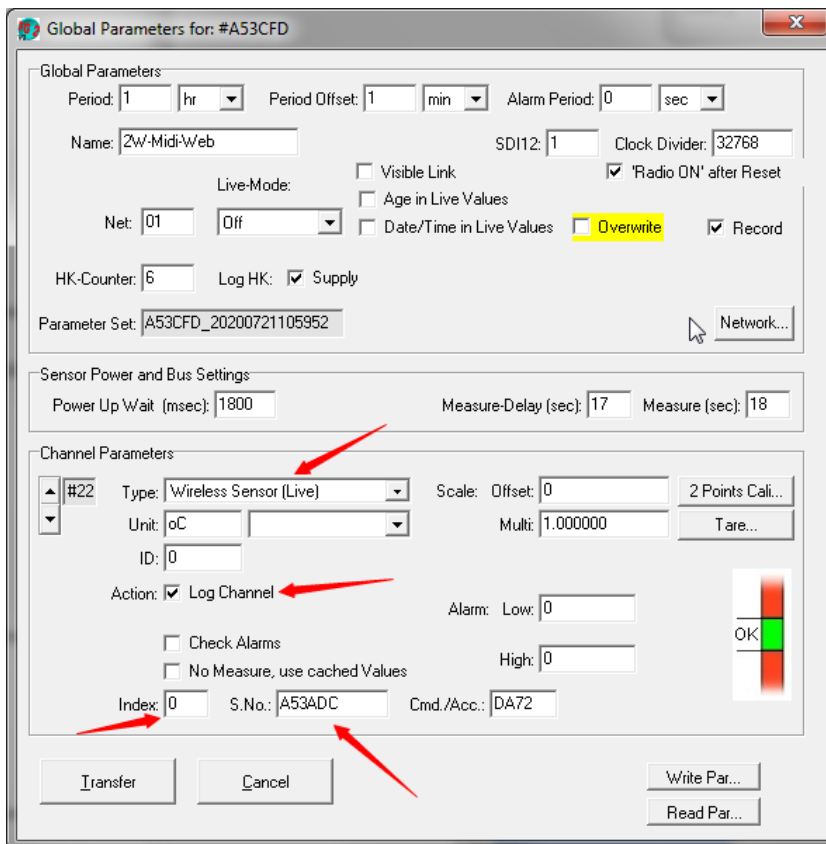 Global Parameters for: #A53CFD
Global Parameters
Period: 1 hr Period Offset: 1 min Alarm Period: 0 sec
Name: 2W-Midi-Web SDI12: 1 Clock Divider: 32768
Visible Link 'Radio ON' after Reset
Live-Mode: Age in Live Values
Net: 01 Off Date/Time in Live Values Overwrite Record
HK-Counter: 6 Log HK: Supply
Parameter Set: A53CFD_20200721105952 Network...
Sensor Power and Bus Settings
Power Up Wait (msec): 1800 Measure-Delay (sec): 17 Measure (sec): 18
Channel Parameters
#22 Type: Wireless Sensor (Live) Scale: Offset: 0 2 Points Cali...
Unit: oC Multi: 1.000000 Tare...
ID: 0
Action: Log Channel
Alarm: Low: 0
OK
Check Alarms
High: 0
No Measure, use cached Values
Index: 0 S.No.: A53ADC Cmd./Acc.: DA72
Transfer Cancel Write Par...
Read Par...